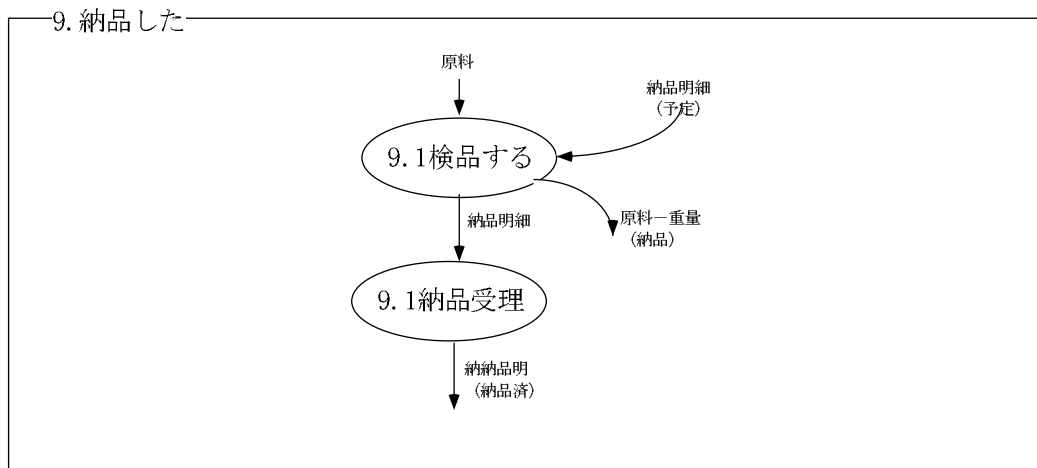 9.納品した
原料
納品明細
(予定)
9.1検品する
納品明細
原料－重量
(納品)
9.1納品受理
納納品明
(納品済)